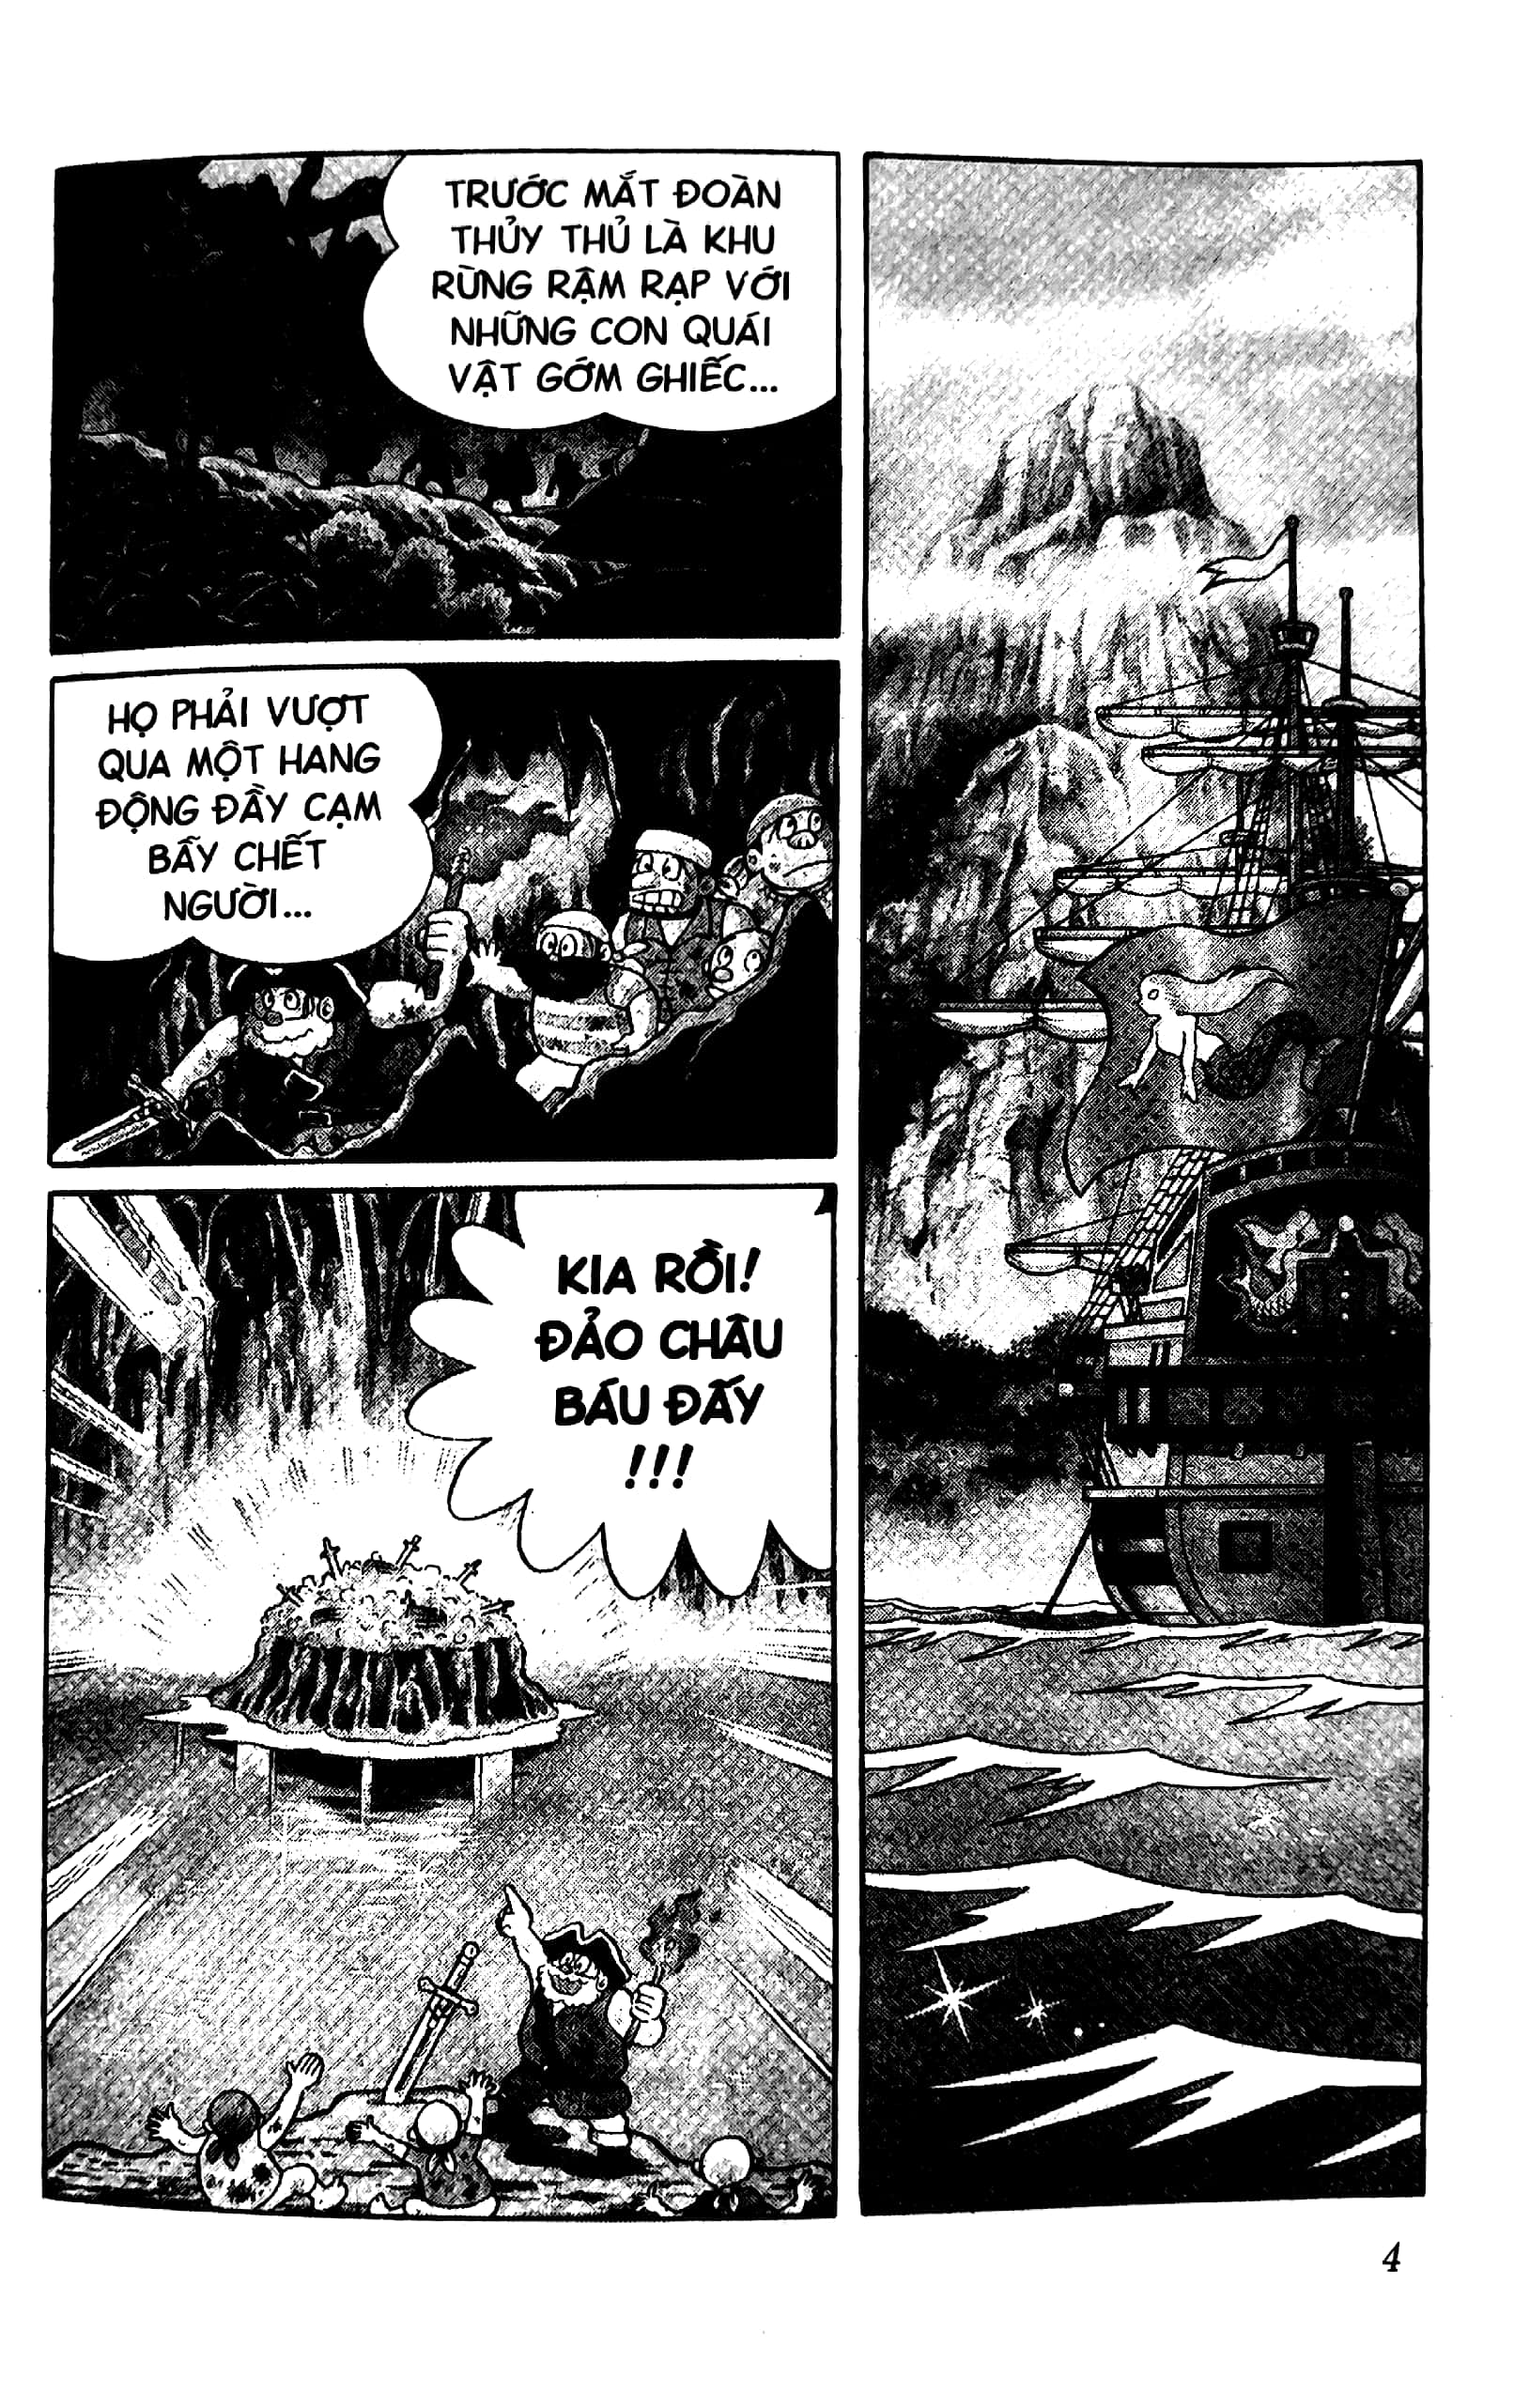 TRƯỚC MẮT ĐOÀN
THỦY THỦ LÀ KHU
RỪNG RẬM RẠP VỚI
NHỮNG CON QUÁI
VẬT GỚM GHIẾC...
HỌ PHẢI VƯỢT
QUA MỘT HANG
ĐỘNG ĐẦY CẠM
BẪY CHẾT
NGƯỜI...
KIA RỒI!
ĐẢO CHÂU
BÁU ĐẤY
!!!
4